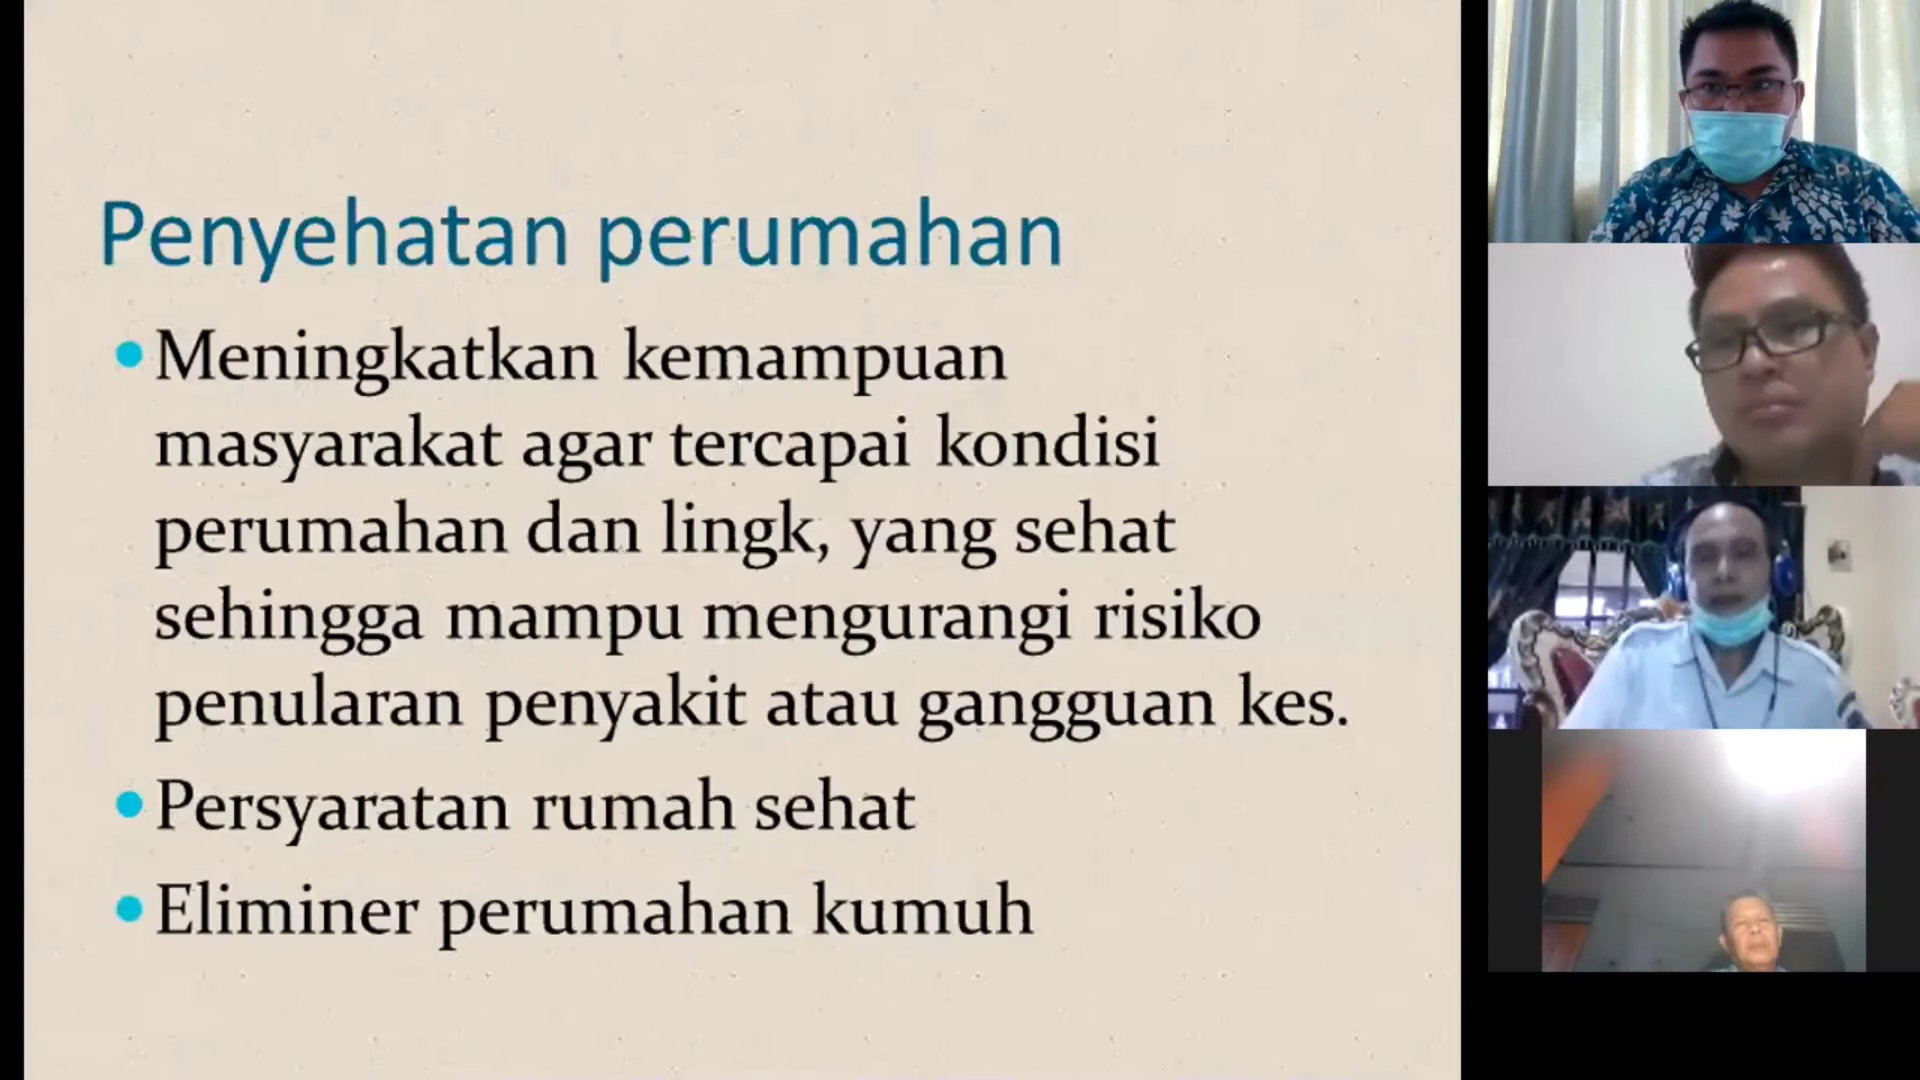 Penyehatan perumahan
• Meningkatkan kemampuan
masyarakat agar tercapai kondisi
perumahan dan lingk, yang sehat
sehingga mampu mengurangi risiko
penularan penyakit atau gangguan kes.
• Persyaratan rumah sehat
• Eliminer perumahan kumuh